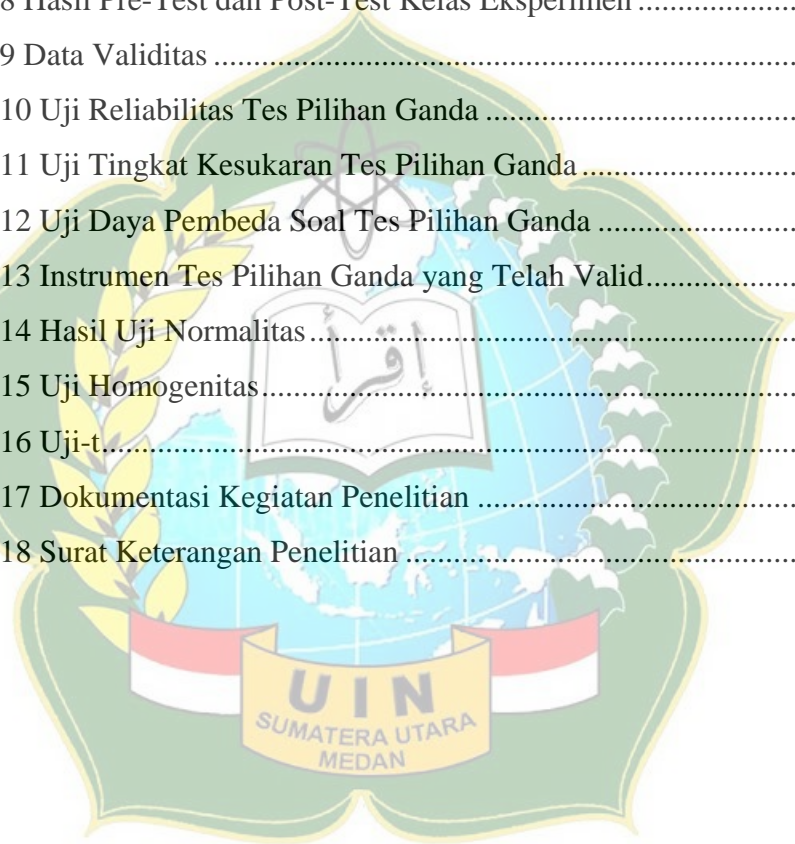 8 Hasil Pre-Test dan Post-Test Kelas Eksperimen ......................
9 Data Validitas ................................................................................
10 Uji Reliabilitas Tes Pilihan Ganda ...........................................
11 Uji Tingkat Kesukaran Tes Pilihan Ganda ..............................
12 Uji Daya Pembeda Soal Tes Pilihan Ganda ...........................
13 Instrumen Tes Pilihan Ganda yang Telah Valid.....................
14 Hasil Uji Normalitas ...................................................................
15 Uji Homogenitas..........................................................................
16 Uji-t................................................................................................
17 Dokumentasi Kegiatan Penelitian ............................................
18 Surat Keterangan Penelitian .....................................................
إقرأ
UIN
SUMATERA UTARA
MEDAN